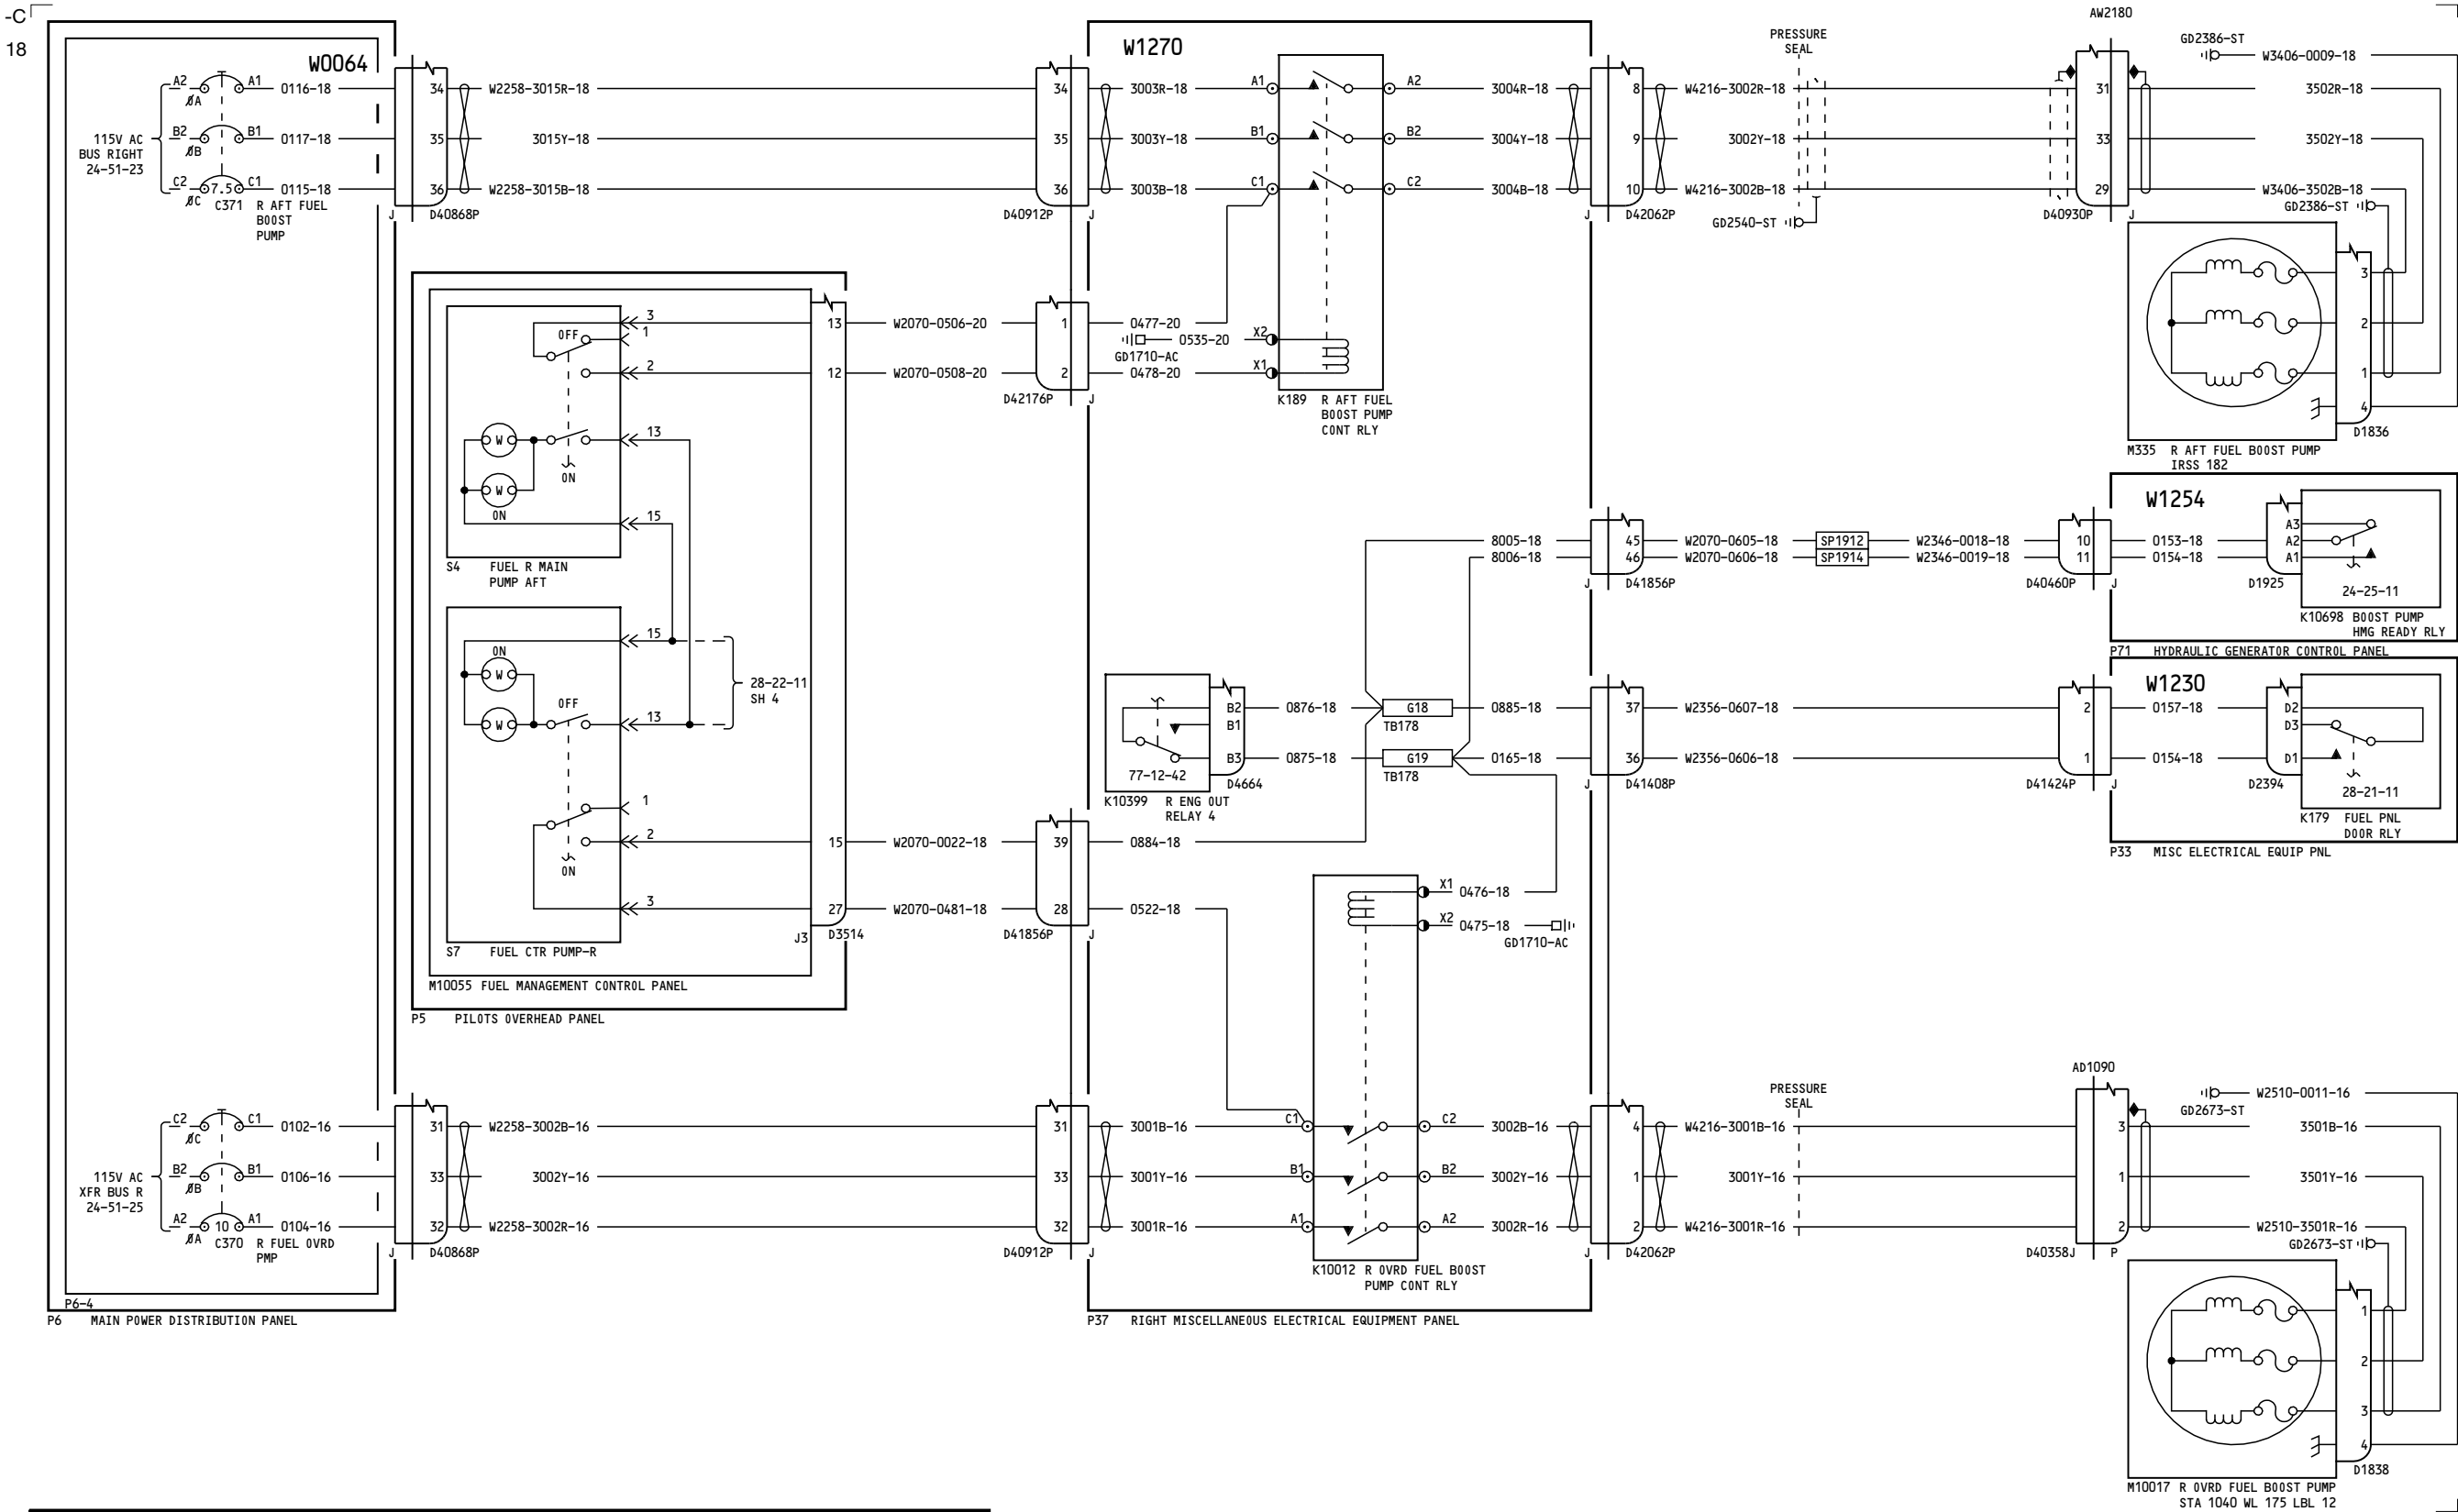 -C
18
W0064
A2
A1
0116-18
ØA
B2
B1
0117-18
ØB
115V AC
BUS RIGHT
24-51-23
C2
7.5
C1
0115-18
ØC
C371 R AFT FUEL
BOOST
PUMP
34
35
36
J
D40868P
W2258-3015R-18
3015Y-18
W2258-3015B-18
34
35
36
D40912P
J
W1270
3003R-18
3003Y-18
3003B-18
A1
A2
B1
B2
C1
C2
3004R-18
3004Y-18
3004B-18
8
9
10
J
D42062P
W4216-3002R-18
3002Y-18
W4216-3002B-18
PRESSURE
SEAL
GD2540-ST
AW2180
31
33
29
D40930P
J
GD2386-ST
W3406-0009-18
3502R-18
3502Y-18
W3406-3502B-18
GD2386-ST
3
2
1
4
D1836
M335 R AFT FUEL BOOST PUMP
IRSS 182
3
OFF
1
2
13
W
W
ON
ON
15
S4 FUEL R MAIN
PUMP AFT
13
12
W2070-0506-20
W2070-0508-20
1
2
D42176P
J
0477-20
GD1710-AC
0535-20
0478-20
X2
X1
K189 R AFT FUEL
BOOST PUMP
CONT RLY
15
ON
W
W
OFF
13
28-22-11
SH 4
1
2
ON
3
S7 FUEL CTR PUMP-R
15
27
J3
D3514
M10055 FUEL MANAGEMENT CONTROL PANEL
P5 PILOTS OVERHEAD PANEL
W2070-0022-18
W2070-0481-18
39
28
D41856P
J
0884-18
0522-18
B2
B1
B3
77-12-42
D4664
K10399 R ENG OUT
RELAY 4
0876-18
0875-18
G18
TB178
G19
TB178
0885-18
0165-18
8005-18
8006-18
45
46
J
D41856P
W2070-0605-18
W2070-0606-18
SP1912
SP1914
W2346-0018-18
W2346-0019-18
10
11
D40460P
J
W1254
0153-18
0154-18
A3
A2
A1
D1925
24-25-11
K10698 BOOST PUMP
HMG READY RLY
P71 HYDRAULIC GENERATOR CONTROL PANEL
37
36
J
D41408P
W2356-0607-18
W2356-0606-18
2
1
D41424P
J
W1230
0157-18
0154-18
D2
D3
D1
D2394
28-21-11
K179 FUEL PNL
DOOR RLY
P33 MISC ELECTRICAL EQUIP PNL
X1
0476-18
X2
0475-18
GD1710-AC
C2
C1
0102-16
ØC
B2
B1
0106-16
ØB
115V AC
XFR BUS R
24-51-25
A2
10
A1
0104-16
ØA
C370 R FUEL OVRD
PMP
31
33
32
J
D40868P
W2258-3002B-16
3002Y-16
W2258-3002R-16
31
33
32
D40912P
J
3001B-16
3001Y-16
3001R-16
C1
C2
B1
B2
A1
A2
K10012 R OVRD FUEL BOOST
PUMP CONT RLY
3002B-16
3002Y-16
3002R-16
4
1
2
J
D42062P
W4216-3001B-16
3001Y-16
W4216-3001R-16
PRESSURE
SEAL
AD1090
3
1
2
D40358J
P
GD2673-ST
W2510-0011-16
3501B-16
3501Y-16
W2510-3501R-16
GD2673-ST
1
2
3
4
D1838
M10017 R OVRD FUEL BOOST PUMP
STA 1040 WL 175 LBL 12
P6-4
P6 MAIN POWER DISTRIBUTION PANEL
P37 RIGHT MISCELLANEOUS ELECTRICAL EQUIPMENT PANEL